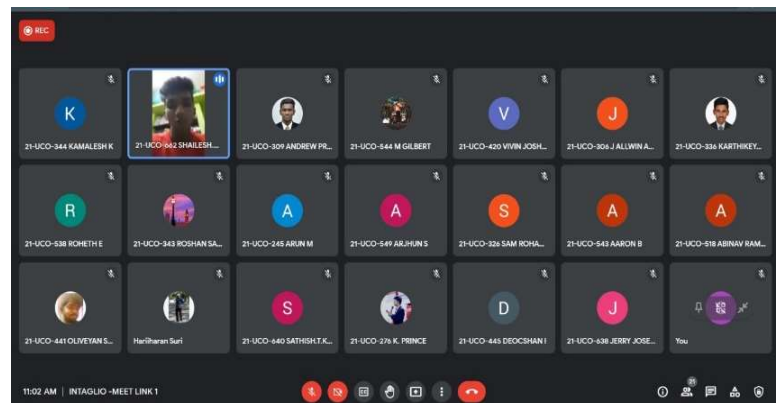 REC
K
21-UCO-344 KAMALESH K
21-UCO-662 SHAILESH....
21-UCO-309 ANDREW PR...
21-UCO-544 M GILBERT
V
21-UCO-420 VIVIN JOSH...
J
21-UCO-306 J ALLWIN A...
21-UCO-336 KARTHIKEY...
R
21-UCO-538 ROHETH E
21-UCO-343 ROSHAN SA...
A
21-UCO-245 ARUN M
A
21-UCO-549 ARJHUN S
S
21-UCO-326 SAM ROHA...
A
21-UCO-543 AARON B
A
21-UCO-518 ABINAV RAM...
21-UCO-441 OLIVEYAN S...
Hariiharan Suri
S
21-UCO-640 SATHISH.T.K...
21-UCO-276 K. PRINCE
D
21-UCO-445 DEOCSHAN I
J
21-UCO-638 JERRY JOSE...
You
11:02 AM | INTAGLIO -MEET LINK 1
21